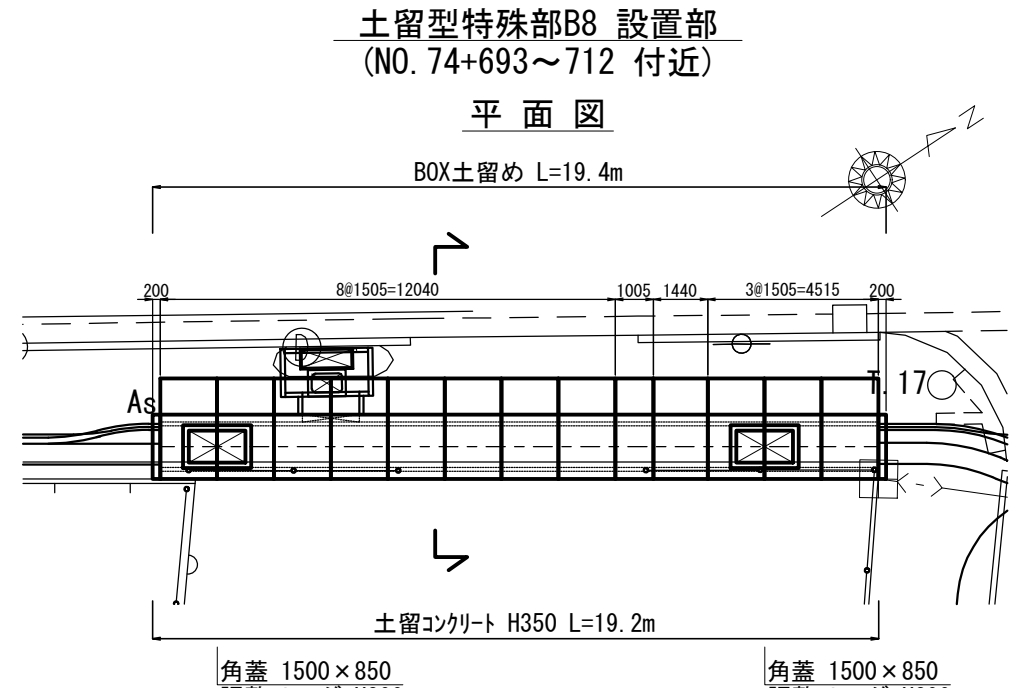 土留型特殊部B8 設置部
(NO.74+693～712 付近)
平 面 図
N
BOX土留め L=19.4m
200
8@1505=12040
1005
1440
3@1505=4515
200
D
As
T.17
土留ｺﾝｸﾘｰﾄ H350 L=19.2m
角蓋 1500×850
角蓋 1500×850